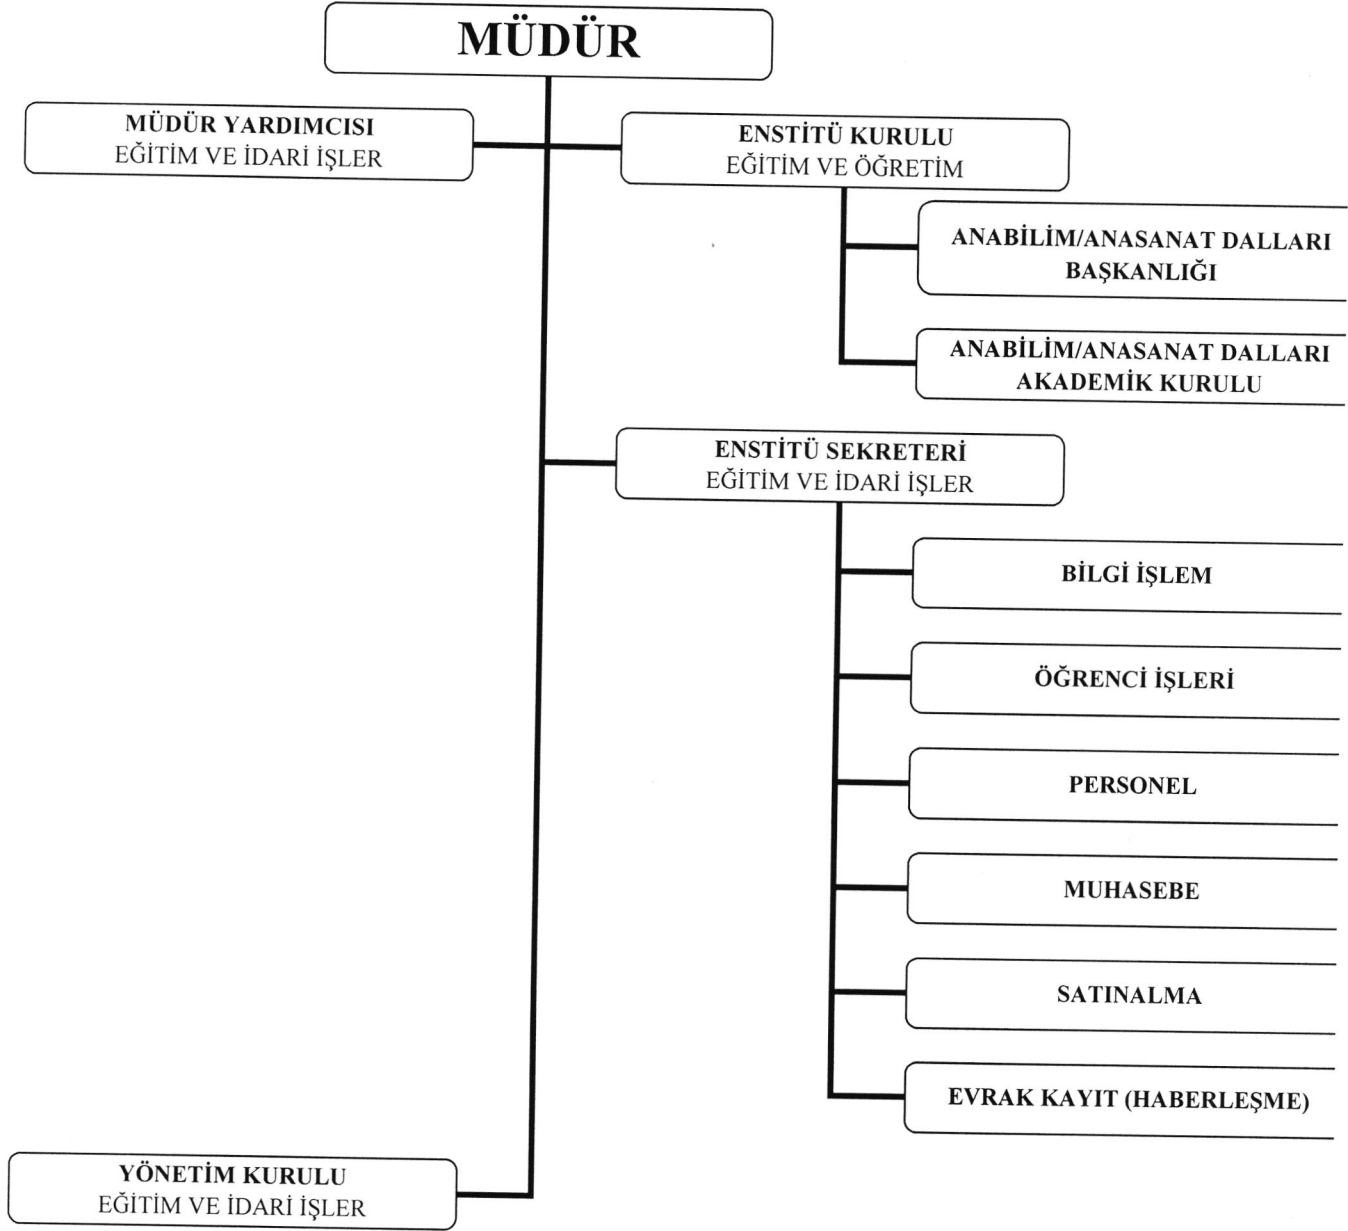 MÜDÜR
MÜDÜR YARDIMCISI
EĞİTİM VE İDARİ İŞLER
ENSTİTÜ KURULU
EĞİTİM VE ÖĞRETİM
ANABİLİM/ANASANAT DALLARI
BAŞKANLIĞI
ANABİLİM/ANASANAT DALLARI
AKADEMİK KURULU
ENSTİTÜ SEKRETERİ
EĞİTİM VE İDARİ İŞLER
BİLGİ İŞLEM
ÖĞRENCİ İŞLERİ
PERSONEL
MUHASEBE
SATINALMA
EVRAK KAYIT (HABERLEŞME)
YÖNETİM KURULU
EĞİTİM VE İDARİ İŞLER